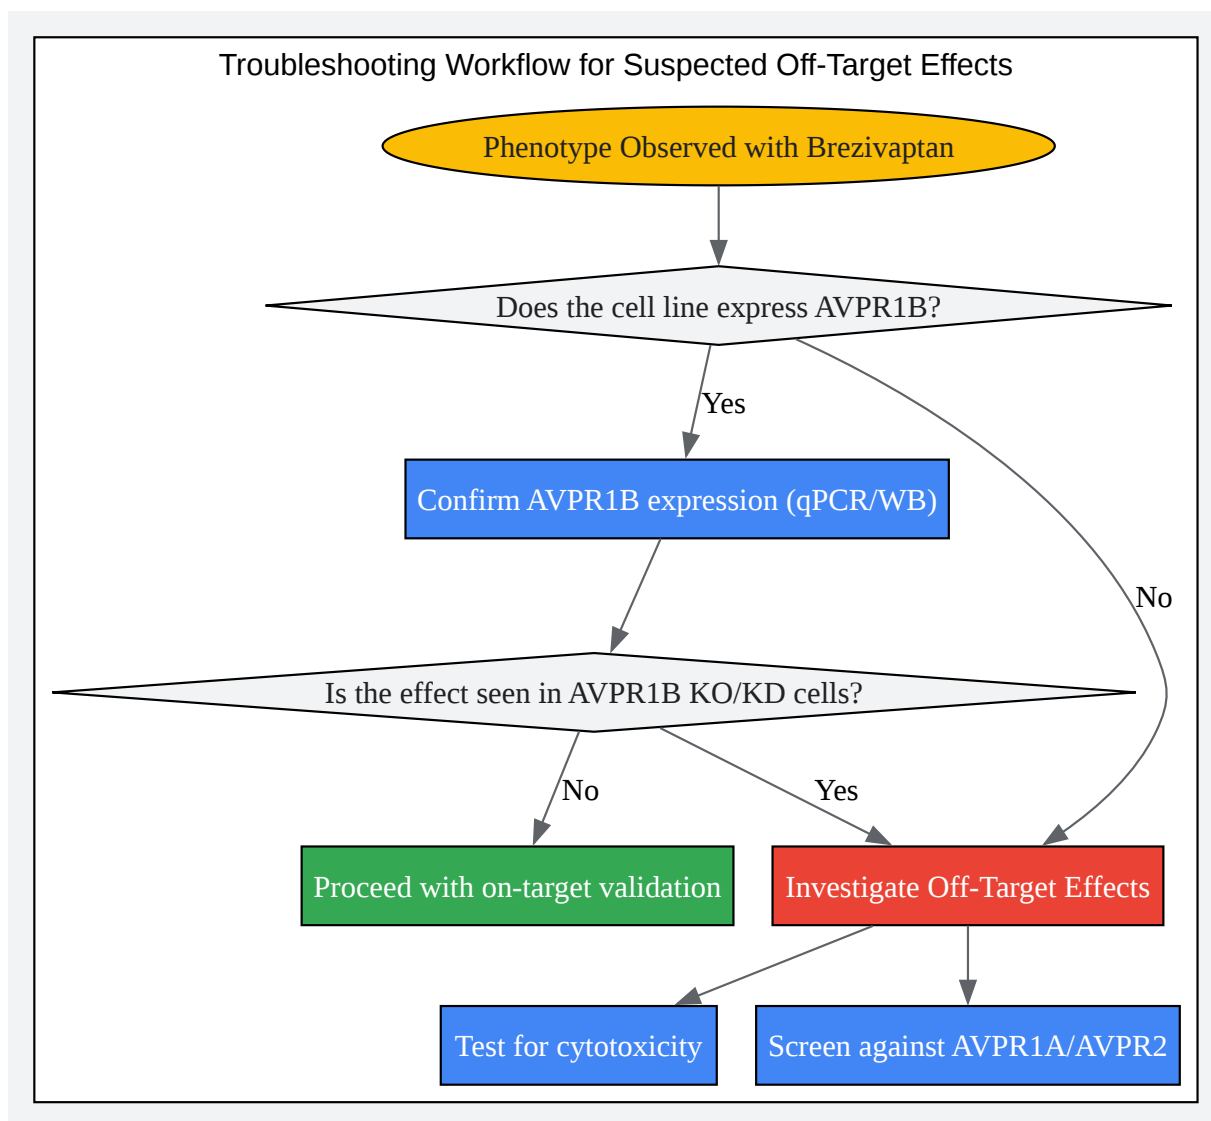 Troubleshooting Workflow for Suspected Off-Target Effects
Phenotype Observed with Brezivaptan
Does the cell line express AVPR1B?
Yes
Confirm AVPR1B expression (qPCR/WB)
No
Is the effect seen in AVPR1B KO/KD cells?
No
Yes
Proceed with on-target validation
Investigate Off-Target Effects
Test for cytotoxicity
Screen against AVPR1A/AVPR2